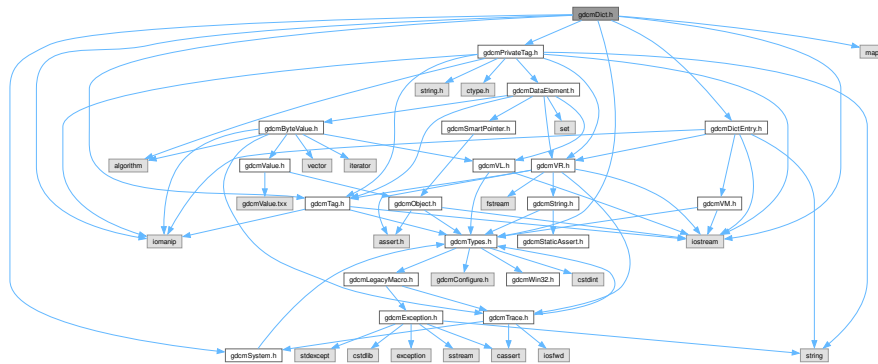 gdcmDict.h
gdcmPrivateTag.h
map
string.h
ctype.h
gdcmDataElement.h
gdcmByteValue.h
gdcmSmartPointer.h
set
gdcmDictEntry.h
algorithm
gdcmValue.h
vector
iterator
gdcmVL.h
gdcmVR.h
gdcmValue.txx
gdcmTag.h
gdcmObject.h
fstream
gdcmString.h
gdcmVM.h
iomanip
assert.h
gdcmTypes.h
gdcmStaticAssert.h
iostream
gdcmLegacyMacro.h
gdcmConfigure.h
gdcmWin32.h
cstdint
gdcmException.h
gdcmTrace.h
gdcmSystem.h
stdexcept
cstdlib
exception
sstream
cassert
iosfwd
string